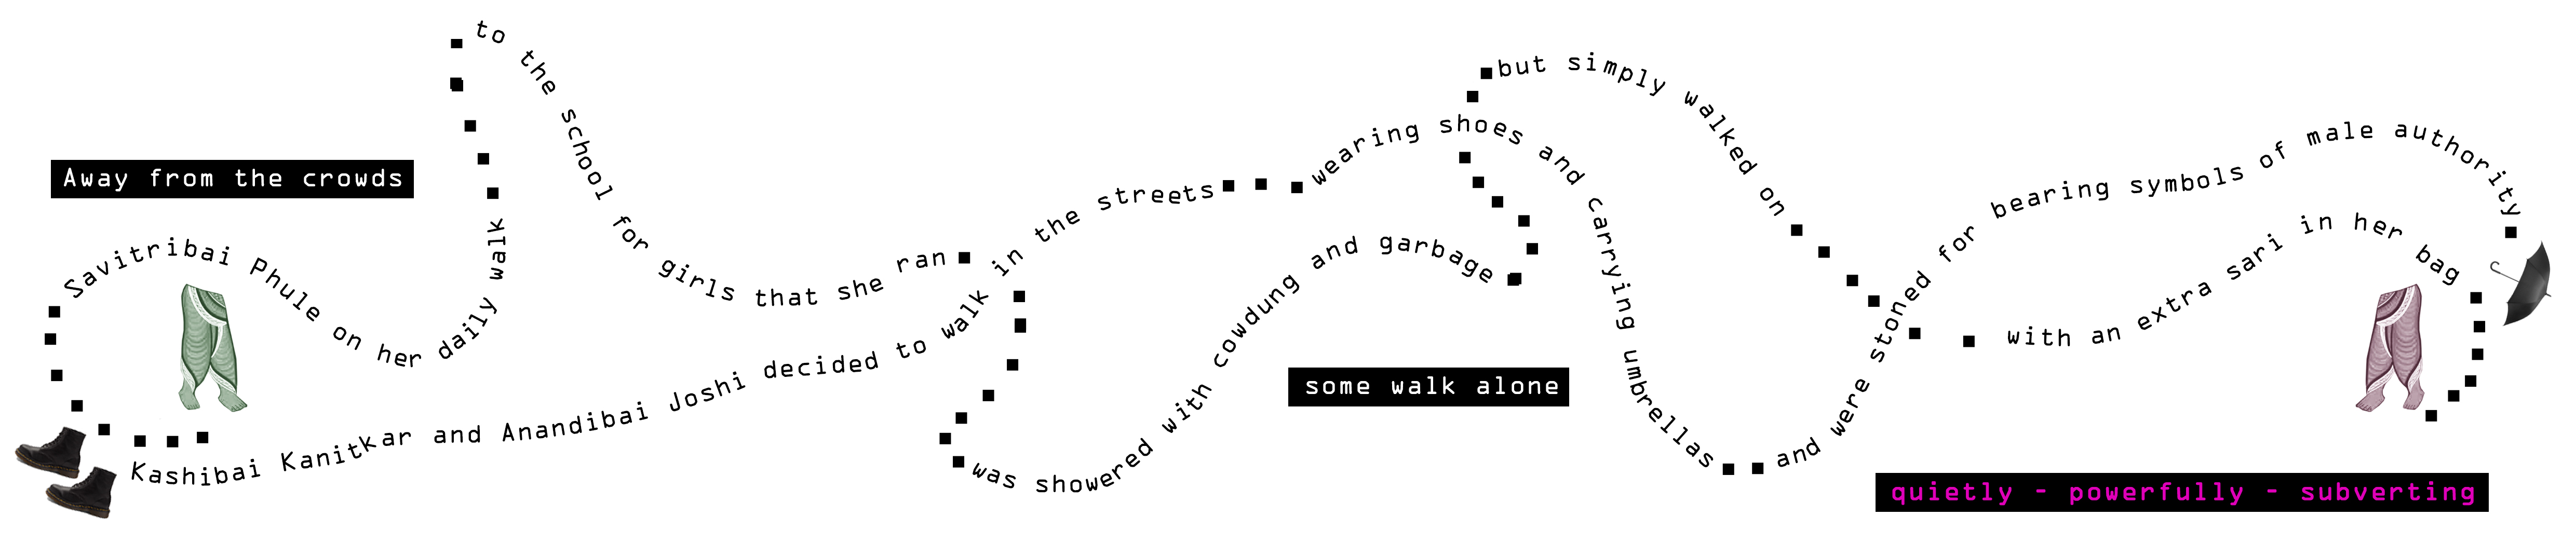 Away from the crowds
Savitribai Phule on her daily walk
to the school for girls that she ran
was showered with cowdung and garbage
but simply walked on
with an extra sari in her bag
some walk alone
Kashibai Kanitkar and Anandibai Joshi decided to walk in the streets
wearing shoes and carrying umbrellas
and were stoned for bearing symbols of male authority
quietly - powerfully - subverting